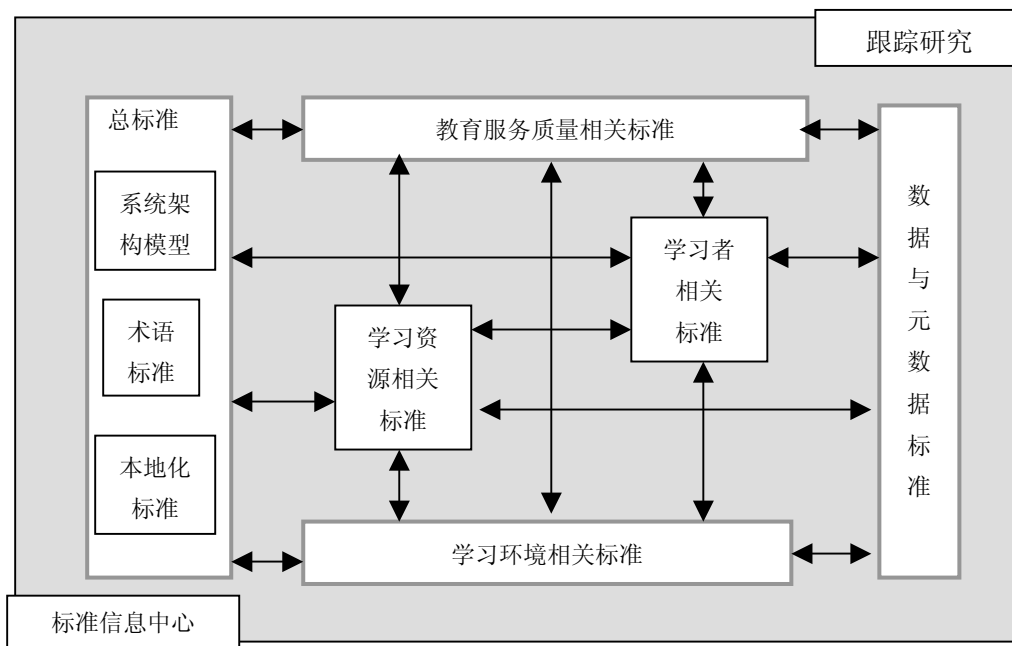 跟踪研究
总标准
系统架
构模型
术语
标准
本地化
标准
教育服务质量相关标准
学习者
相关
标准
学习资
源相关
标准
学习环境相关标准
数
据
与
元
数
据
标
准
标准信息中心